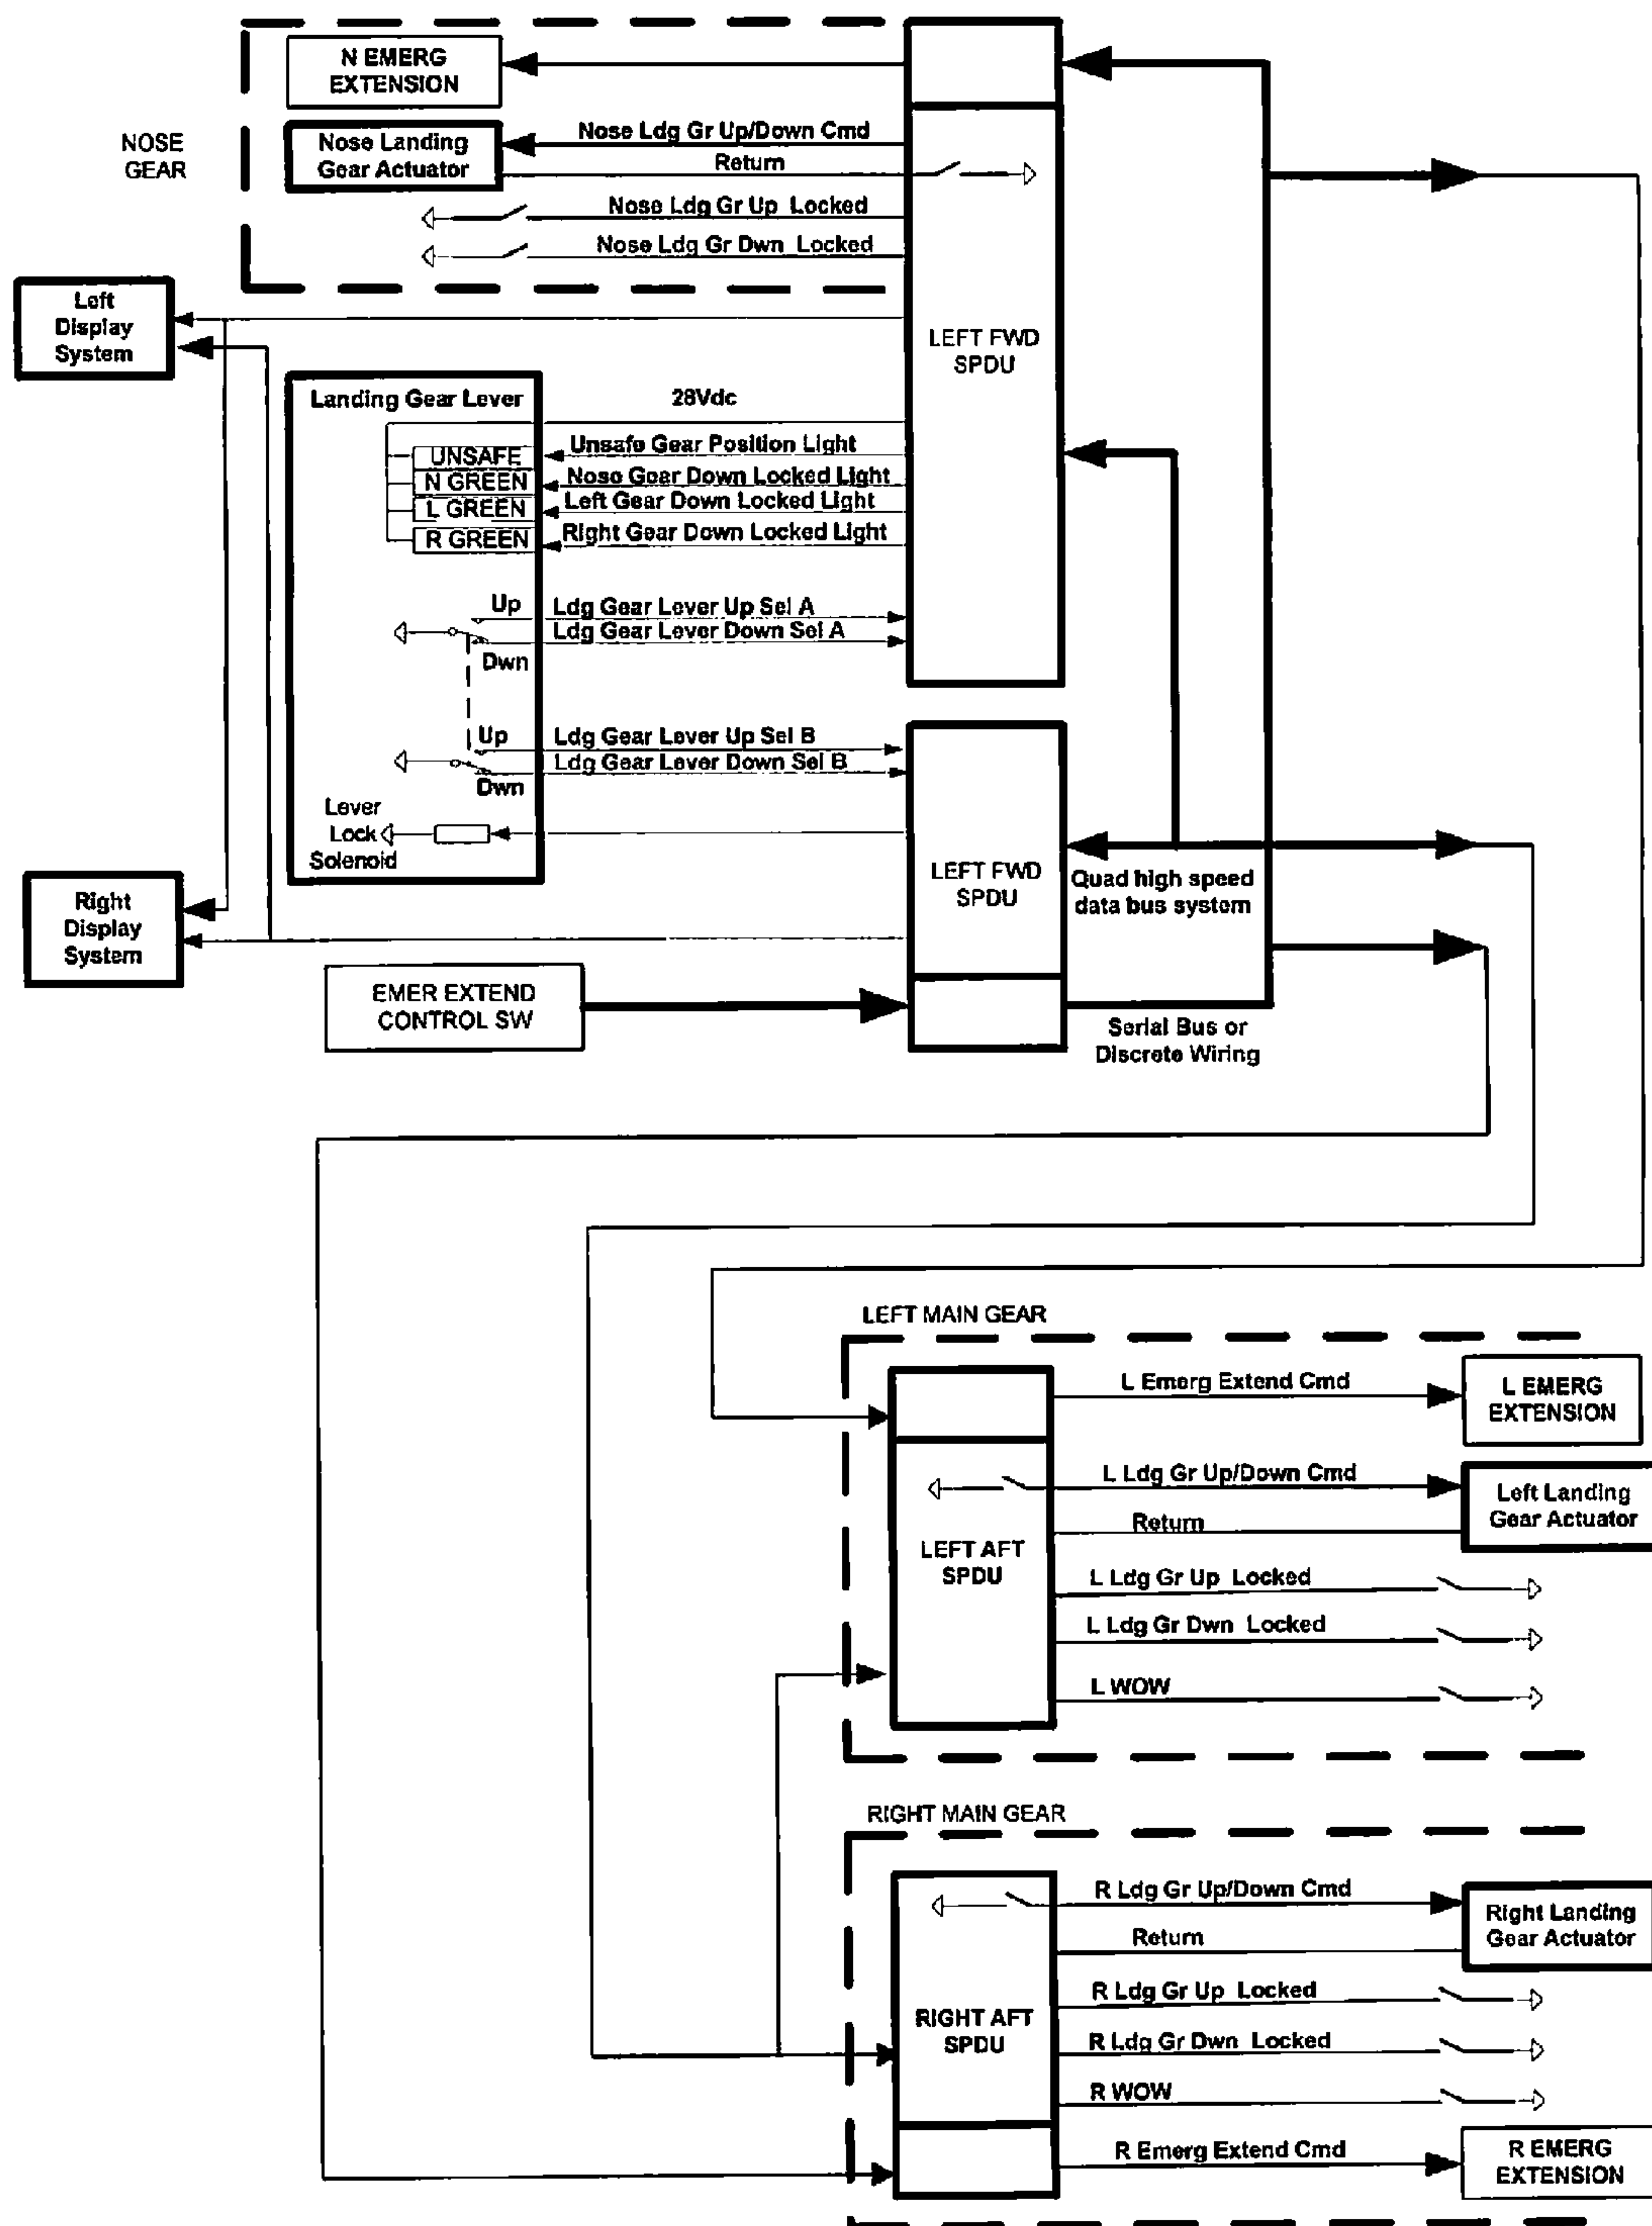 N EMERG
EXTENSION
NOSE
GEAR
Nose Landing
Gear Actuator
Nose Ldg Gr Up/Down Cmd
Return
Nose Ldg Gr Up Locked
Nose Ldg Gr Dwn Locked
Left
Display
System
LEFT FWD
SPDU
Landing Gear Lever
28Vdc
UNSAFE
Unsafe Gear Position Light
N GREEN
Nose Gear Down Locked Light
L GREEN
Left Gear Down Locked Light
R GREEN
Right Gear Down Locked Light
Up
Ldg Gear Lever Up Sel A
Ldg Gear Lever Down Sel A
Dwn
Up
Ldg Gear Lever Up Sel B
Ldg Gear Lever Down Sel B
Dwn
Lever
Lock
Solenoid
LEFT FWD
SPDU
Quad high speed
data bus system
Right
Display
System
EMER EXTEND
CONTROL SW
Serial Bus or
Discrete Wiring
LEFT MAIN GEAR
L Emerg Extend Cmd
L EMERG
EXTENSION
L Ldg Gr Up/Down Cmd
Left Landing
Gear Actuator
Return
LEFT AFT
SPDU
L Ldg Gr Up Locked
L Ldg Gr Dwn Locked
L WOW
RIGHT MAIN GEAR
R Ldg Gr Up/Down Cmd
Right Landing
Gear Actuator
Return
R Ldg Gr Up Locked
RIGHT AFT
SPDU
R Ldg Gr Dwn Locked
R WOW
R Emerg Extend Cmd
R EMERG
EXTENSION